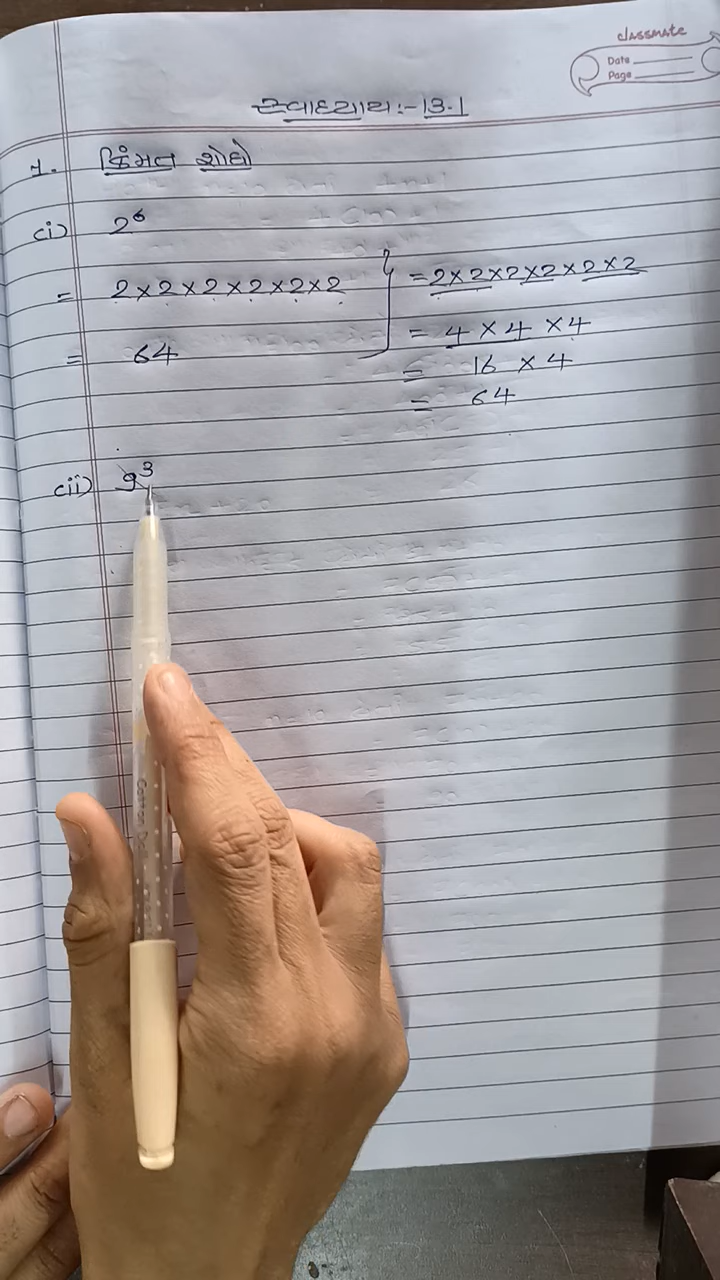 classmate
Date
Page
સ્વાધ્યાય:- 13.1
1. કિંમત શોધો
(i) 2⁶
= 2 × 2 × 2 × 2 × 2 × 2
= 64
= 2 × 2 × 2 × 2 × 2 × 2
= 4 × 4 × 4
= 16 × 4
= 64
(ii) 9³